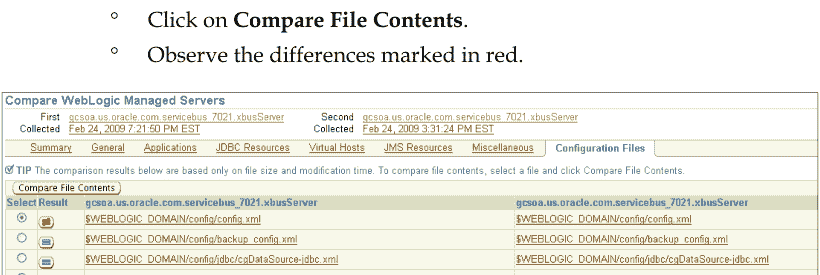 ° Click on Compare File Contents.
° Observe the differences marked in red.
Compare WebLogic Managed Servers
First gcsoa.us.oracle.com.servicebus_7021.xbusServer Second gcsoa.us.oracle.com.servicebus_7021.xbusServer
Collected Feb 24, 2009 7:21:50 PM EST Collected Feb 24, 2009 3:31:24 PM EST
Summary General Applications JDBC Resources Virtual Hosts JMS Resources Miscellaneous Configuration Files
TIP The comparison results below are based only on file size and modification time. To compare file contents, select a file and click Compare File Contents.
Compare File Contents
Select Result gcsoa.us.oracle.com.servicebus_7021.xbusServer gcsoa.us.oracle.com.servicebus_7021.xbusServer
$WEBLOGIC_DOMAIN/config/config.xml $WEBLOGIC_DOMAIN/config/config.xml
$WEBLOGIC_DOMAIN/config/backup_config.xml $WEBLOGIC_DOMAIN/config/backup_config.xml
$WEBLOGIC_DOMAIN/config/jdbc/cgDataSource-jdbc.xml $WEBLOGIC_DOMAIN/config/jdbc/cgDataSource-jdbc.xml